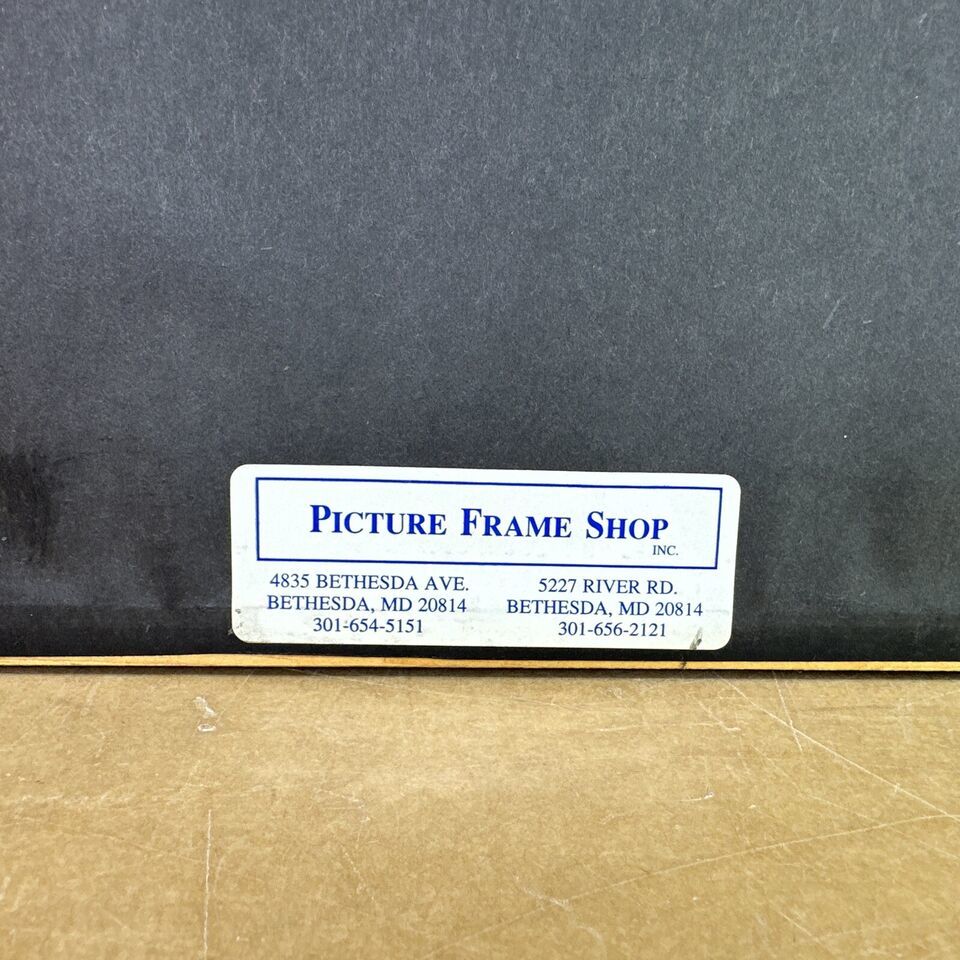 PICTURE FRAME SHOP
INC.
4835 BETHESDA AVE.
BETHESDA, MD 20814
301-654-5151
5227 RIVER RD.
BETHESDA, MD 20814
301-656-2121